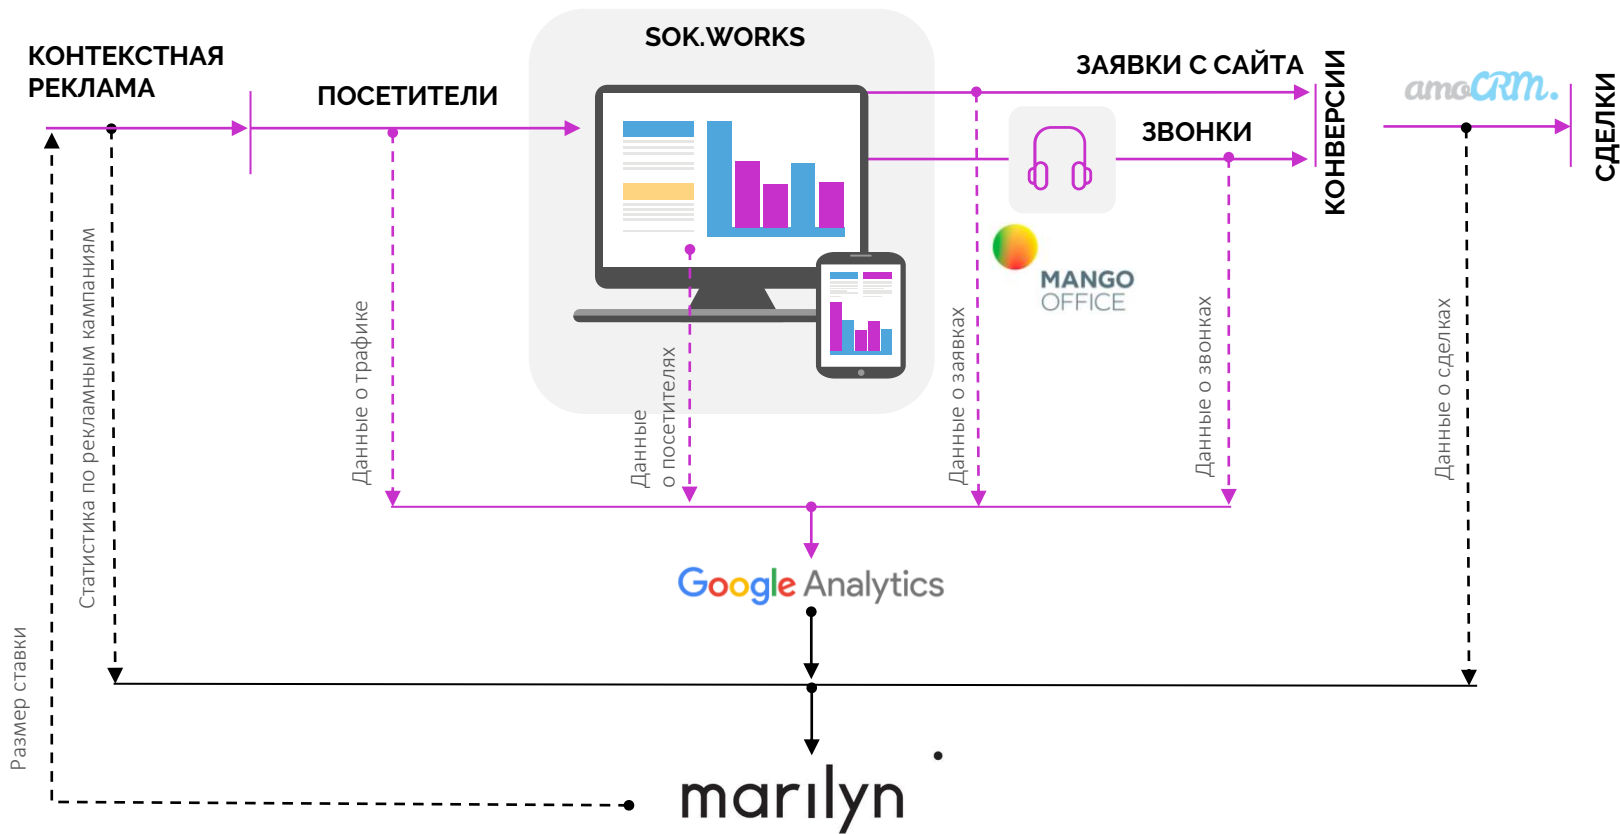 SOK.WORKS
КОНТЕКСТНАЯ
РЕКЛАМА
ПОСЕТИТЕЛИ
ЗАЯВКИ С САЙТА
ЗВОНКИ
КОНВЕРСИИ
amoCRM.
СДЕЛКИ
MANGO
OFFICE
Размер ставки
Статистика по рекламным кампаниям
Данные о трафике
Данные
о посетителях
Данные о заявках
Данные о звонках
Данные о сделках
Google Analytics
marilyn